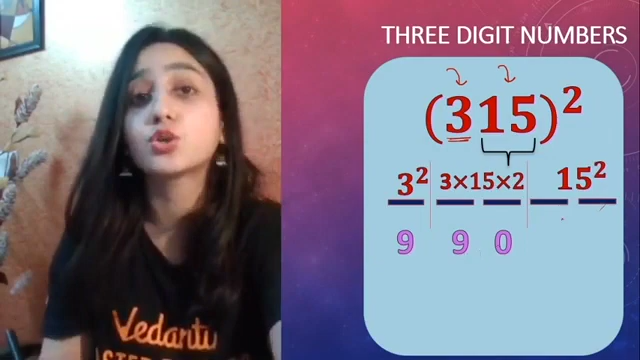 THREE DIGIT NUMBERS
(315)²
3² 3×15×2 15²
9 9 0
Vedantu